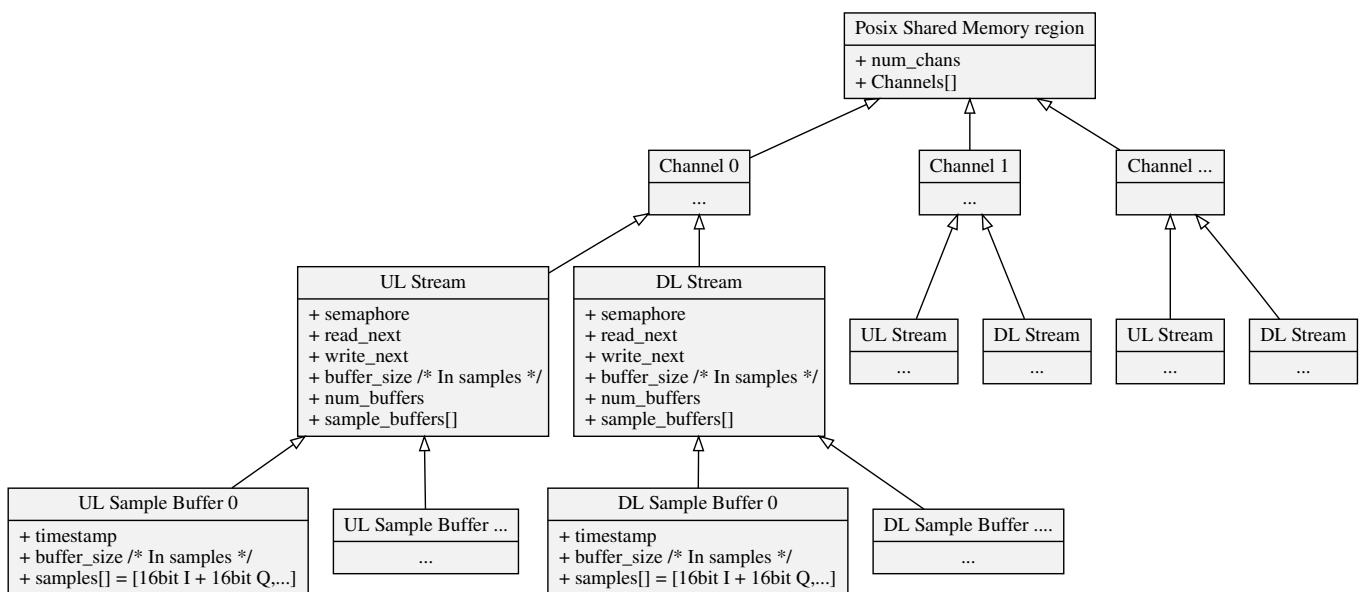 Posix Shared Memory region
+ num_chans
+ Channels[]
Channel 0
...
Channel 1
...
Channel ...
UL Stream
+ semaphore
+ read_next
+ write_next
+ buffer_size /* In samples */
+ num_buffers
+ sample_buffers[]
DL Stream
+ semaphore
+ read_next
+ write_next
+ buffer_size /* In samples */
+ num_buffers
+ sample_buffers[]
UL Stream
...
DL Stream
...
UL Stream
...
DL Stream
...
UL Sample Buffer 0
+ timestamp
+ buffer_size /* In samples */
+ samples[] = [16bit I + 16bit Q,...]
UL Sample Buffer ...
...
DL Sample Buffer 0
+ timestamp
+ buffer_size /* In samples */
+ samples[] = [16bit I + 16bit Q,...]
DL Sample Buffer ....
...